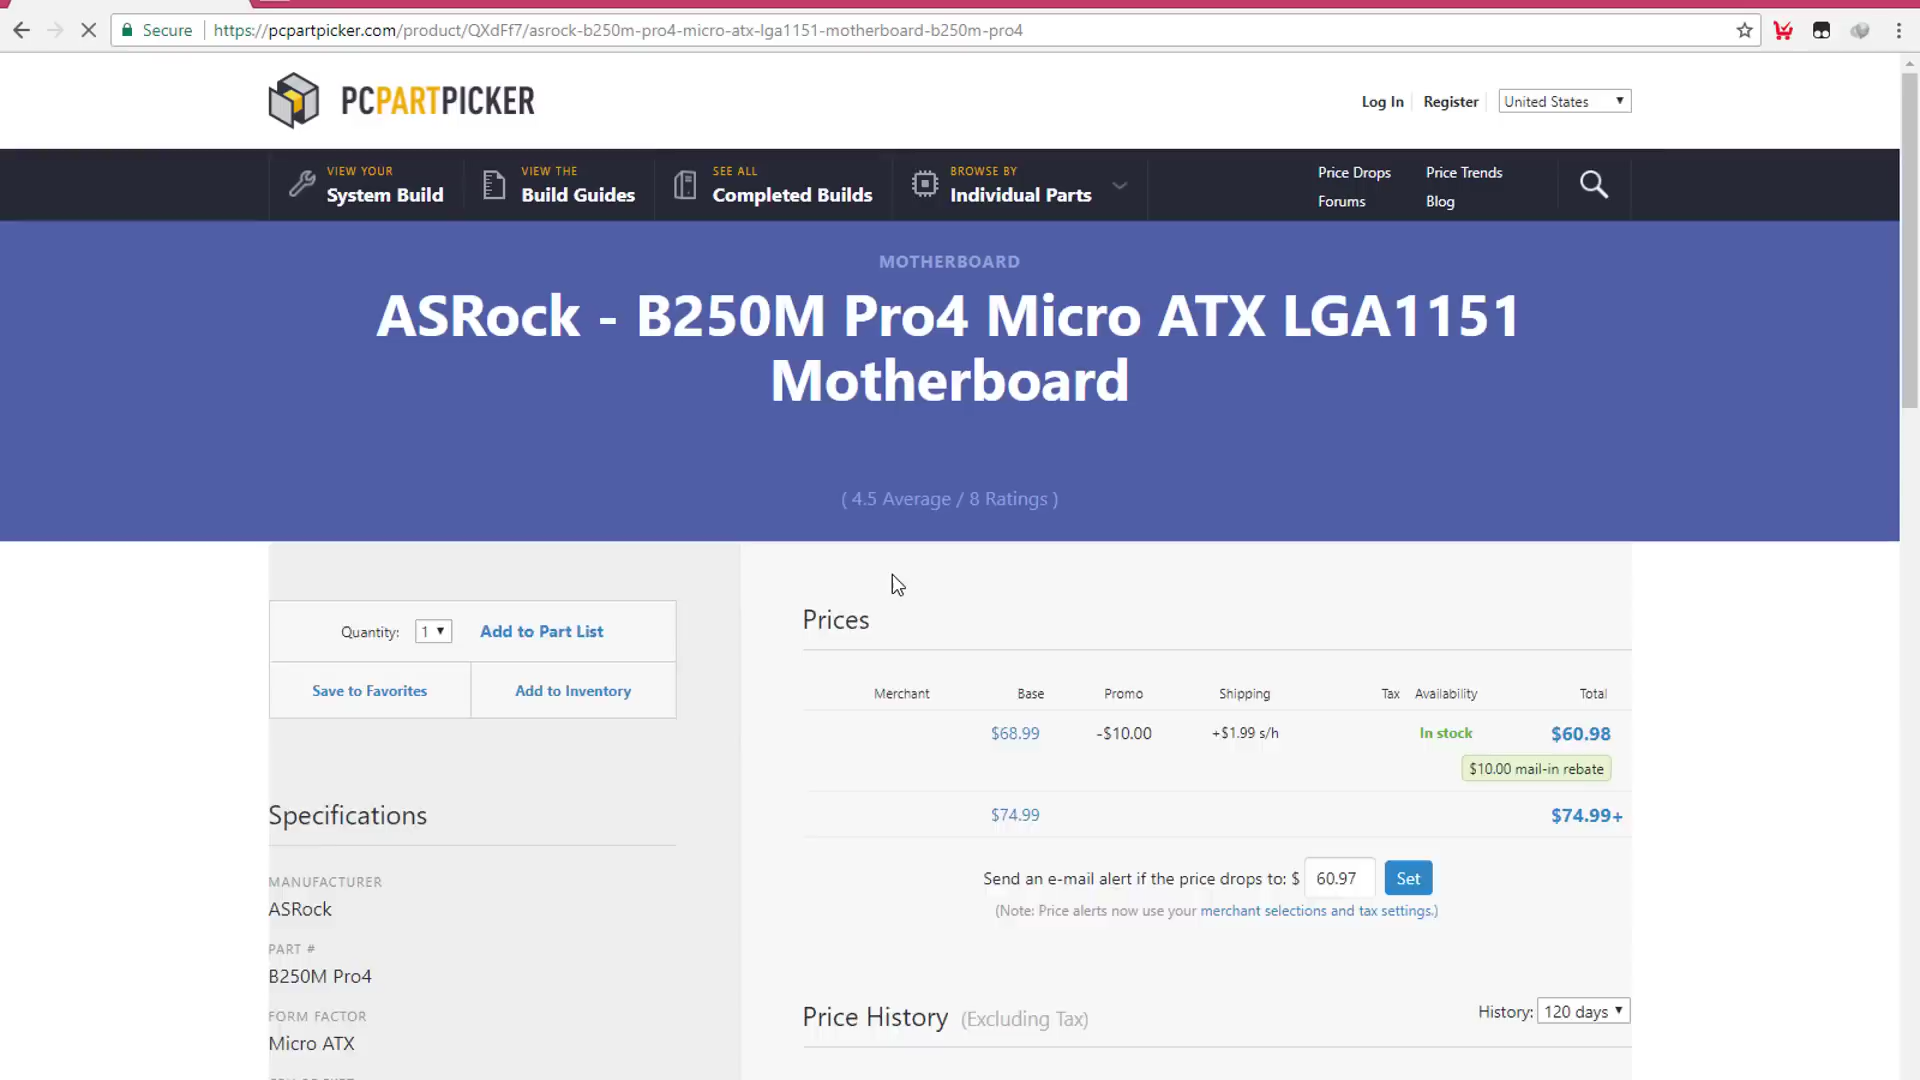 Secure https://pcpartpicker.com/product/QXdFf7/asrock-b250m-pro4-micro-atx-lga1151-motherboard-b250m-pro4
PCPARTPICKER
Log In Register United States
VIEW YOUR
System Build
VIEW THE
Build Guides
SEE ALL
Completed Builds
BROWSE BY
Individual Parts
Price Drops Price Trends
Forums Blog
MOTHERBOARD
ASRock - B250M Pro4 Micro ATX LGA1151
Motherboard
( 4.5 Average / 8 Ratings )
Quantity: 1 Add to Part List
Save to Favorites Add to Inventory
Specifications
MANUFACTURER
ASRock
PART #
B250M Pro4
FORM FACTOR
Micro ATX
Prices
Merchant Base Promo Shipping Tax Availability Total
$68.99 -$10.00 +$1.99 s/h In stock $60.98
$10.00 mail-in rebate
$74.99 $74.99+
Send an e-mail alert if the price drops to: $ 60.97 Set
(Note: Price alerts now use your merchant selections and tax settings.)
Price History (Excluding Tax) History: 120 days